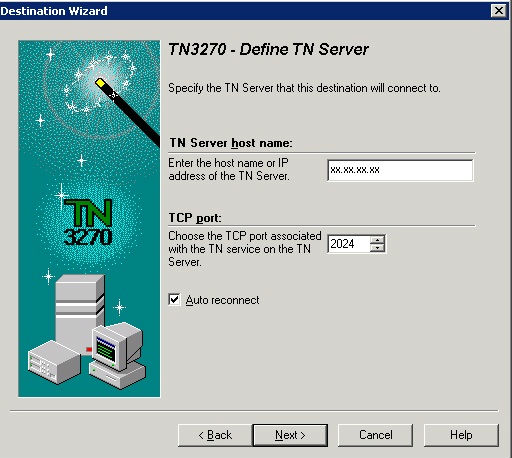 Destination Wizard
TN3270 - Define TN Server
Specify the TN Server that this destination will connect to.
TN Server host name:
Enter the host name or IP
address of the TN Server.
xx.xx.xx.xx
TN
3270
TCP port:
Choose the TCP port associated
with the TN service on the TN
Server.
2024
Auto reconnect
< Back
Next >
Cancel
Help